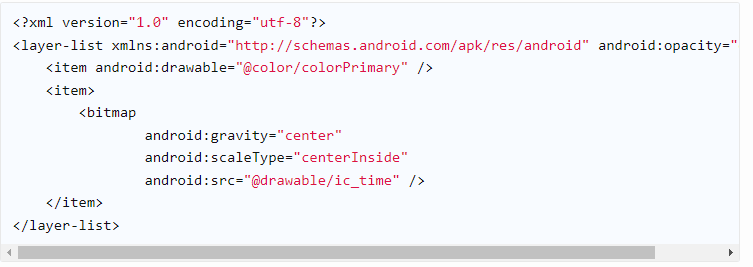 <?xml version="1.0" encoding="utf-8"?>
<layer-list xmlns:android="http://schemas.android.com/apk/res/android" android:opacity="
    <item android:drawable="@color/colorPrimary" />
    <item>
        <bitmap
                android:gravity="center"
                android:scaleType="centerInside"
                android:src="@drawable/ic_time" />
    </item>
</layer-list>